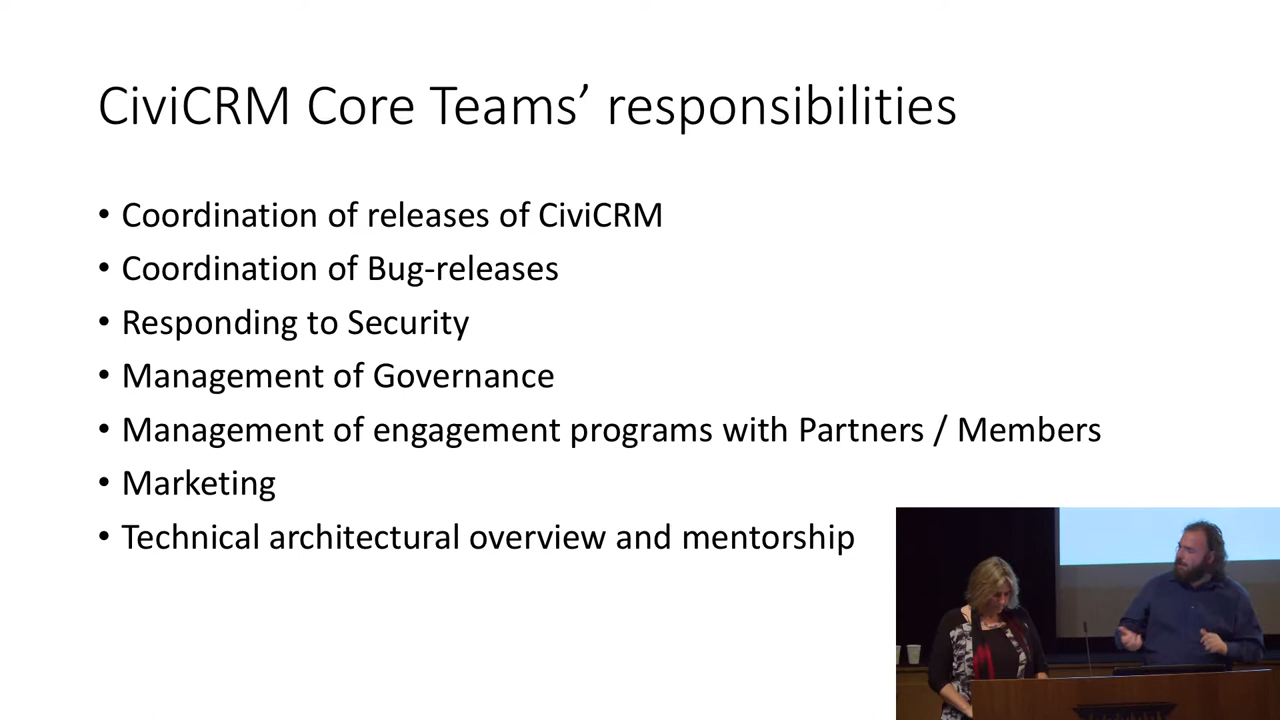 CiviCRM Core Teams’ responsibilities
• Coordination of releases of CiviCRM
• Coordination of Bug-releases
• Responding to Security
• Management of Governance
• Management of engagement programs with Partners / Members
• Marketing
• Technical architectural overview and mentorship